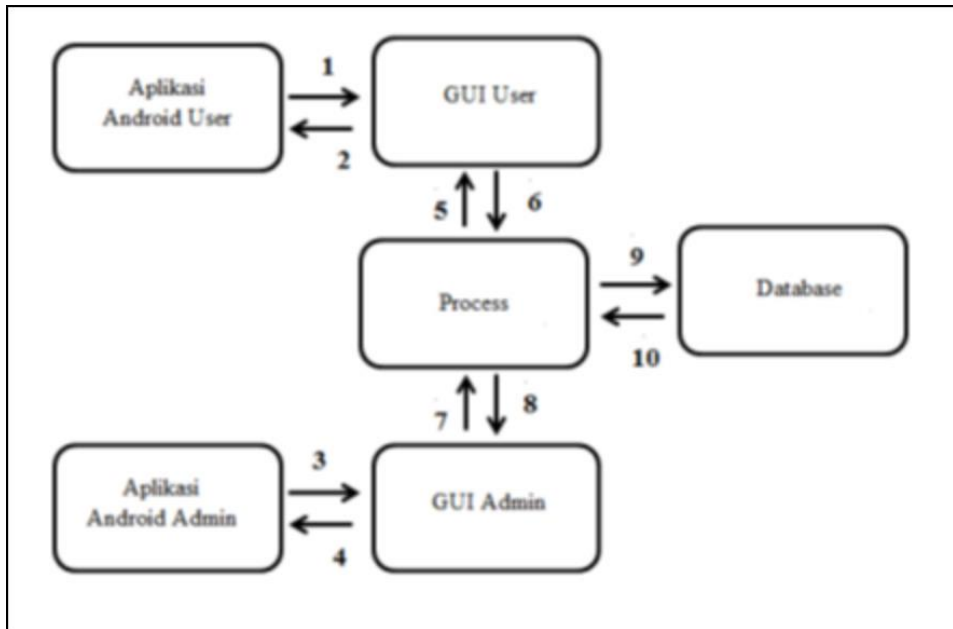 Aplikasi
Android User
1
2
GUI User
5
6
Process
9
10
Database
7
8
Aplikasi
Android Admin
3
4
GUI Admin